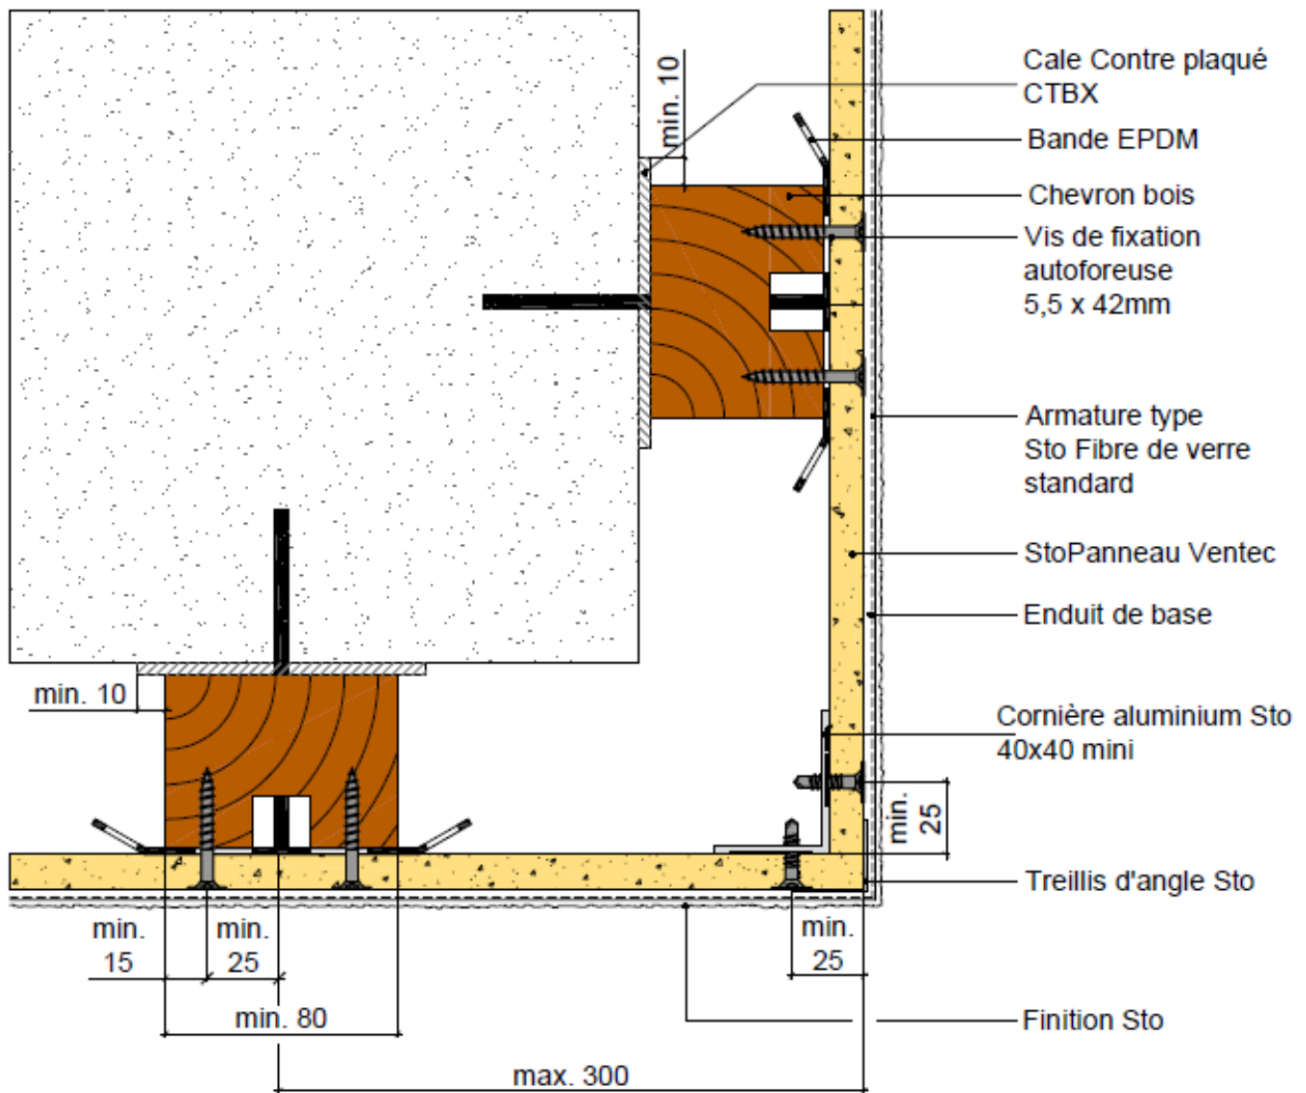 min. 10
Cale Contre plaqué
CTBX
Bande EPDM
Chevron bois
Vis de fixation
autoforeuse
5,5 x 42mm
Armature type
Sto Fibre de verre
standard
StoPanneau Ventec
Enduit de base
min. 10
Cornière aluminium Sto
40x40 mini
min.
25
Treillis d'angle Sto
min.
15
min.
25
min.
25
min. 80
Finition Sto
max. 300